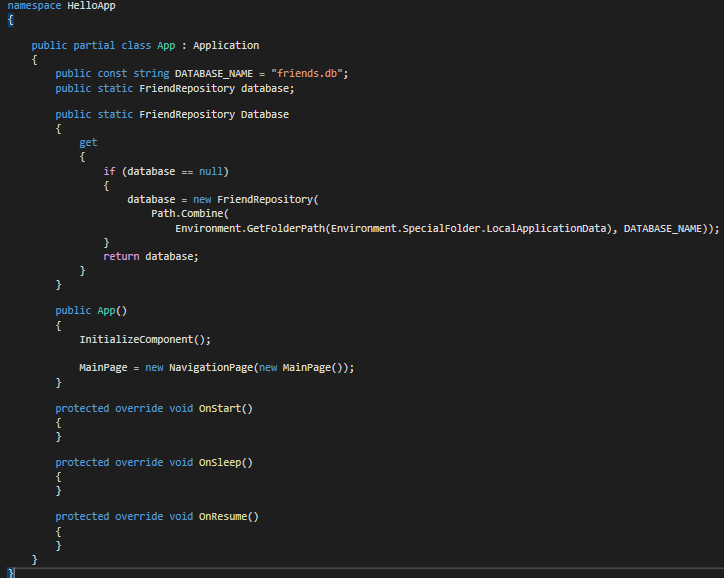 namespace HelloApp
{
public partial class App : Application
{
public const string DATABASE_NAME = "friends.db";
public static FriendRepository database;
public static FriendRepository Database
{
get
{
if (database == null)
{
database = new FriendRepository(
Path.Combine(
Environment.GetFolderPath(Environment.SpecialFolder.LocalApplicationData), DATABASE_NAME));
}
return database;
}
}
public App()
{
InitializeComponent();
MainPage = new NavigationPage(new MainPage());
}
protected override void OnStart()
{
}
protected override void OnSleep()
{
}
protected override void OnResume()
{
}
}
}